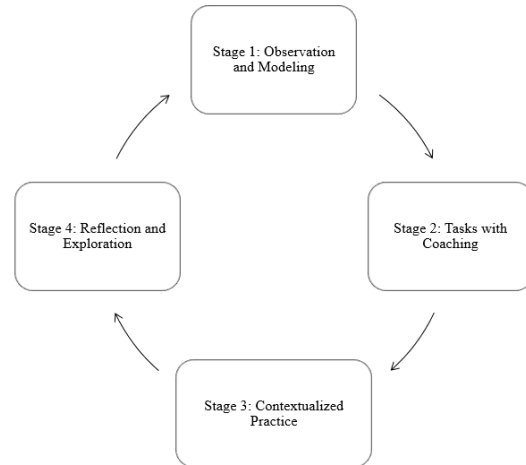 Stage 1: Observation
and Modeling
Stage 2: Tasks with
Coaching
Stage 3: Contextualized
Practice
Stage 4: Reflection and
Exploration